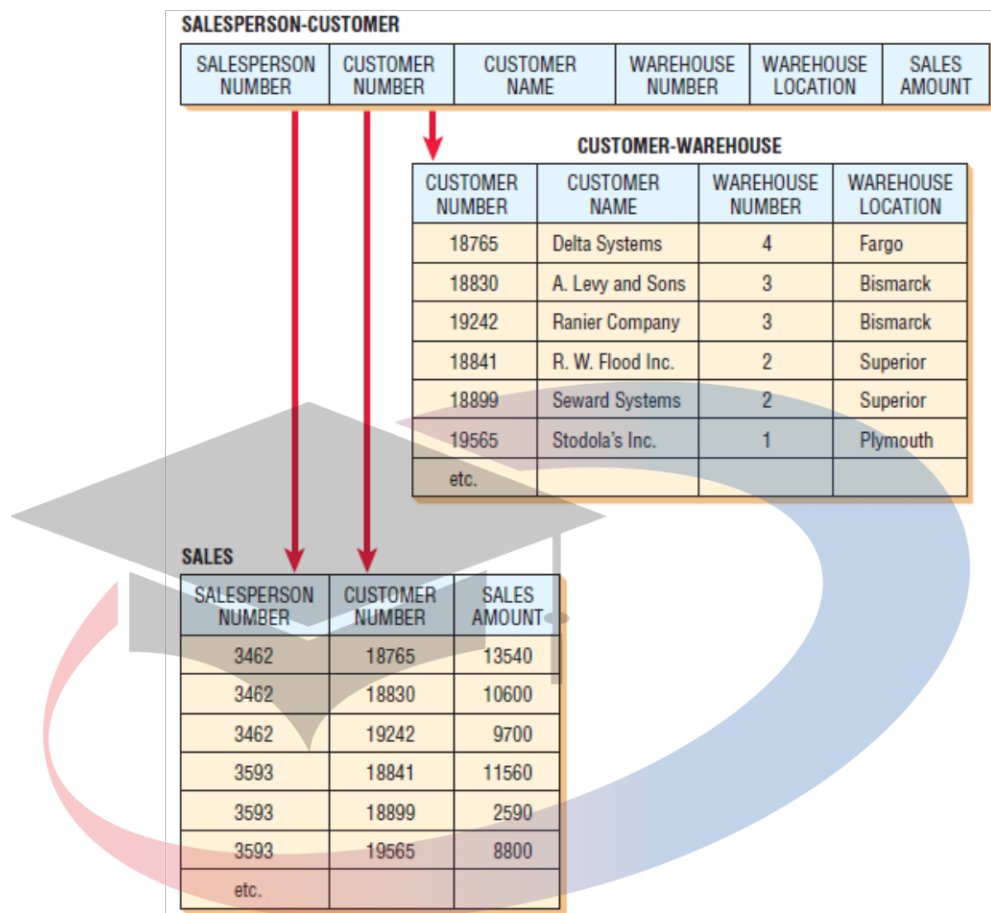 SALESPERSON-CUSTOMER
SALESPERSON NUMBER CUSTOMER NUMBER CUSTOMER NAME WAREHOUSE NUMBER WAREHOUSE LOCATION SALES AMOUNT
CUSTOMER-WAREHOUSE
CUSTOMER NUMBER CUSTOMER NAME WAREHOUSE NUMBER WAREHOUSE LOCATION
18765 Delta Systems 4 Fargo
18830 A. Levy and Sons 3 Bismarck
19242 Ranier Company 3 Bismarck
18841 R. W. Flood Inc. 2 Superior
18899 Seward Systems 2 Superior
19565 Stodola's Inc. 1 Plymouth
etc.
SALES
SALESPERSON NUMBER CUSTOMER NUMBER SALES AMOUNT
3462 18765 13540
3462 18830 10600
3462 19242 9700
3593 18841 11560
3593 18899 2590
3593 19565 8800
etc.